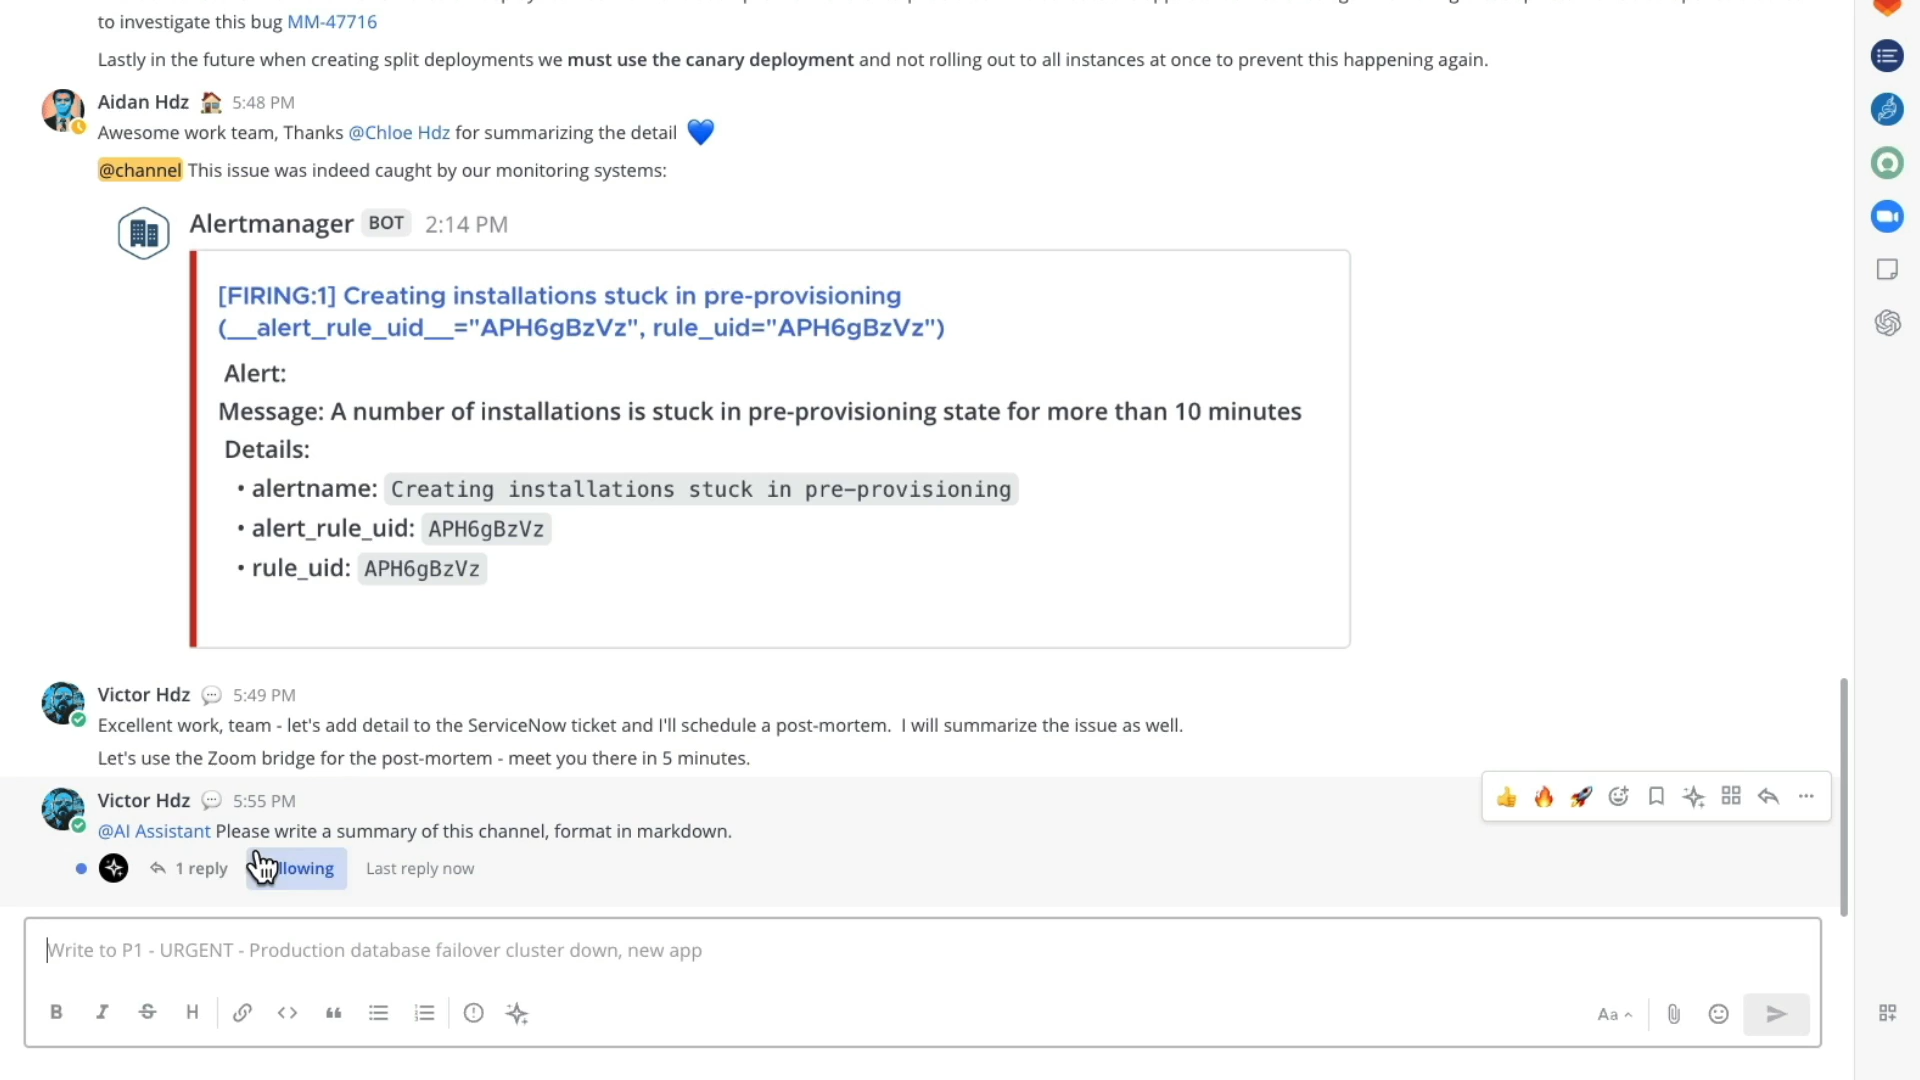 to investigate this bug MM-47716
Lastly in the future when creating split deployments we must use the canary deployment and not rolling out to all instances at once to prevent this happening again.
Aidan Hdz 5:48 PM
Awesome work team, Thanks @Chloe Hdz for summarizing the detail
@channel This issue was indeed caught by our monitoring systems:
Alertmanager BOT 2:14 PM
[FIRING:1] Creating installations stuck in pre-provisioning
(__alert_rule_uid__="APH6gBzVz", rule_uid="APH6gBzVz")
Alert:
Message: A number of installations is stuck in pre-provisioning state for more than 10 minutes
Details:
• alertname: Creating installations stuck in pre-provisioning
• alert_rule_uid: APH6gBzVz
• rule_uid: APH6gBzVz
Victor Hdz 5:49 PM
Excellent work, team - let's add detail to the ServiceNow ticket and I'll schedule a post-mortem. I will summarize the issue as well.
Let's use the Zoom bridge for the post-mortem - meet you there in 5 minutes.
Victor Hdz 5:55 PM
@AI Assistant Please write a summary of this channel, format in markdown.
1 reply llowing Last reply now
Write to P1 - URGENT - Production database failover cluster down, new app
B I S H Aa